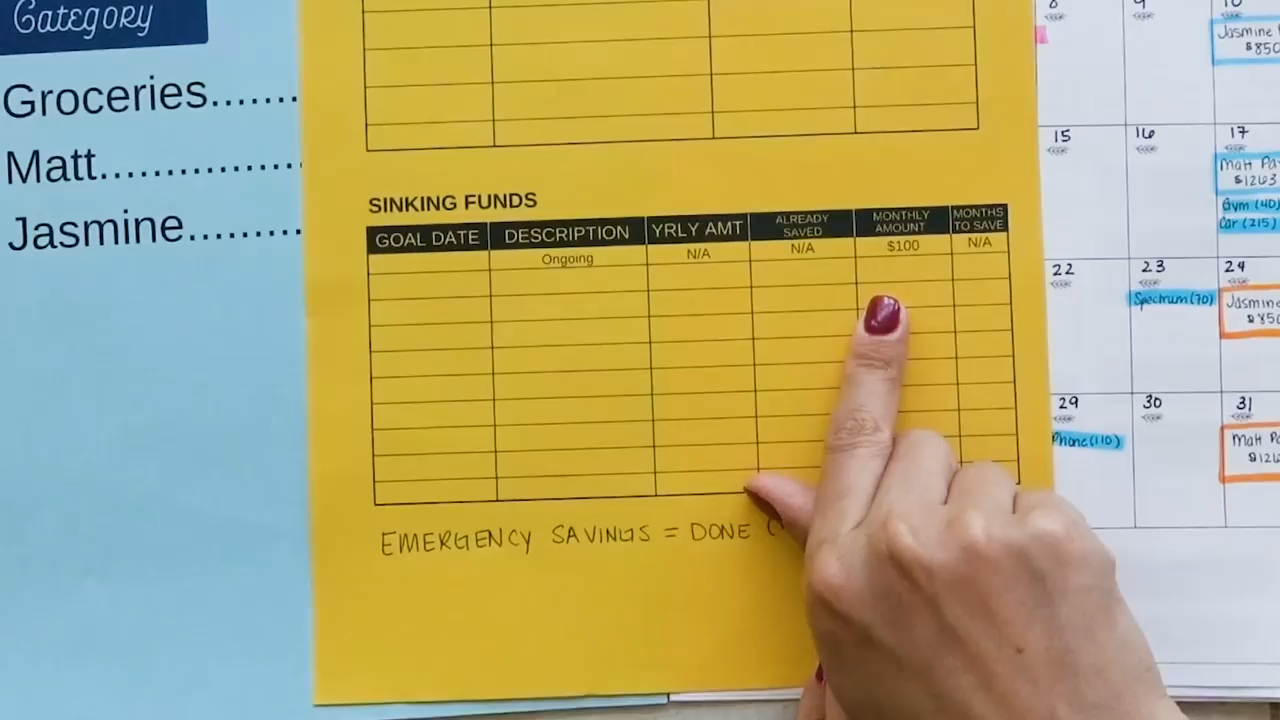 Category
Groceries.......
Matt...............
Jasmine.........
SINKING FUNDS
GOAL DATE DESCRIPTION YRLY AMT ALREADY SAVED MONTHLY AMOUNT MONTHS TO SAVE
Ongoing N/A N/A $100 N/A
EMERGENCY SAVINGS = DONE (
8 9 10
Jasmine
$850
15 16 17
Matt Pay
$1263
Gym (40)
Car (215)
22 23 24
Spectrum (70)
Jasmine
$850
29 30 31
Phone (110)
Matt